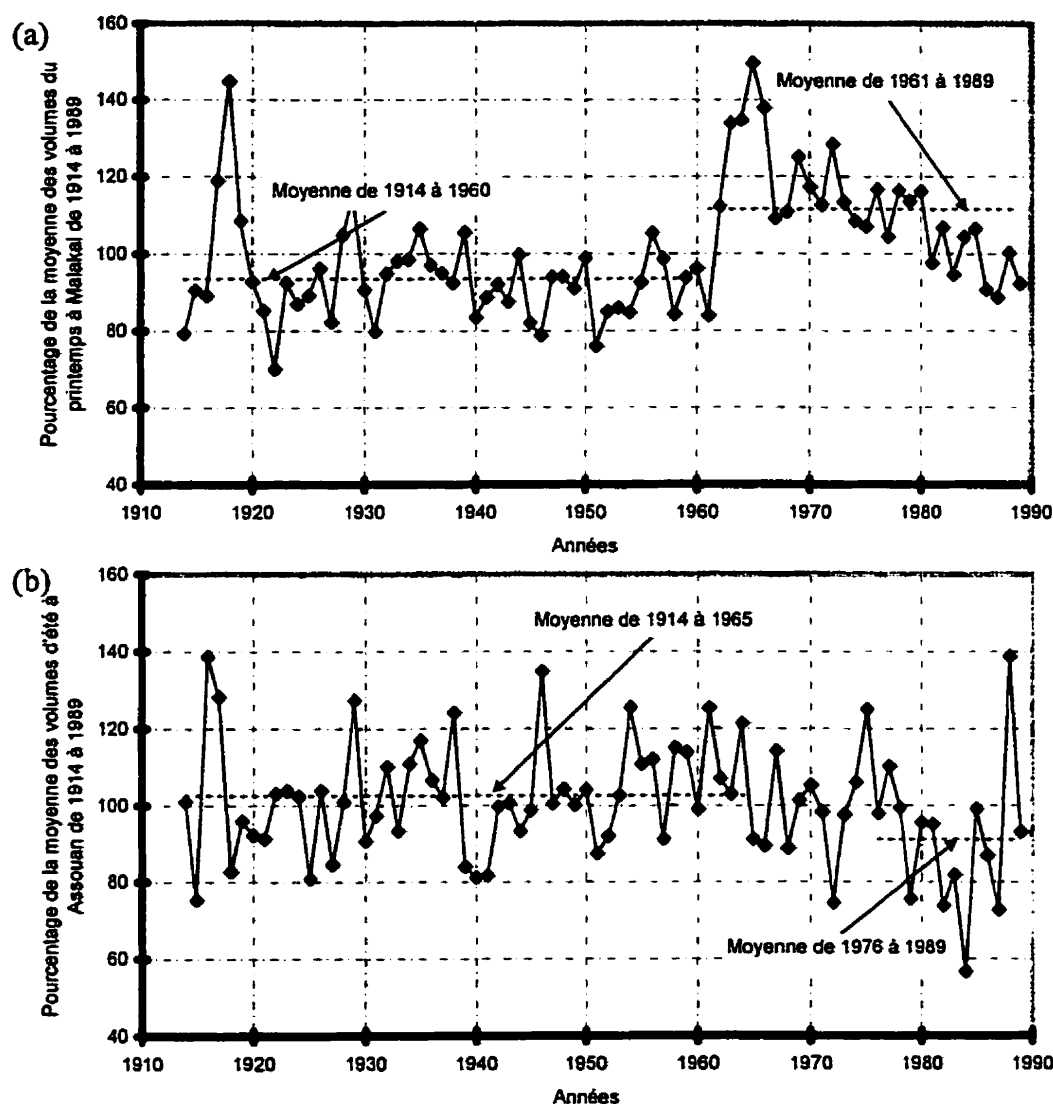 (a)
Pourcentage de la moyenne des volumes du
printemps à Malakal de 1914 à 1989
160
140
120
100
80
60
40
Moyenne de 1961 à 1989
Moyenne de 1914 à 1960
1910 1920 1930 1940 1950 1960 1970 1980 1990
Années
(b)
Pourcentage de la moyenne des volumes d'été à
Assouan de 1914 à 1989
160
140
120
100
80
60
40
Moyenne de 1914 à 1965
Moyenne de 1976 à 1989
1910 1920 1930 1940 1950 1960 1970 1980 1990
Années